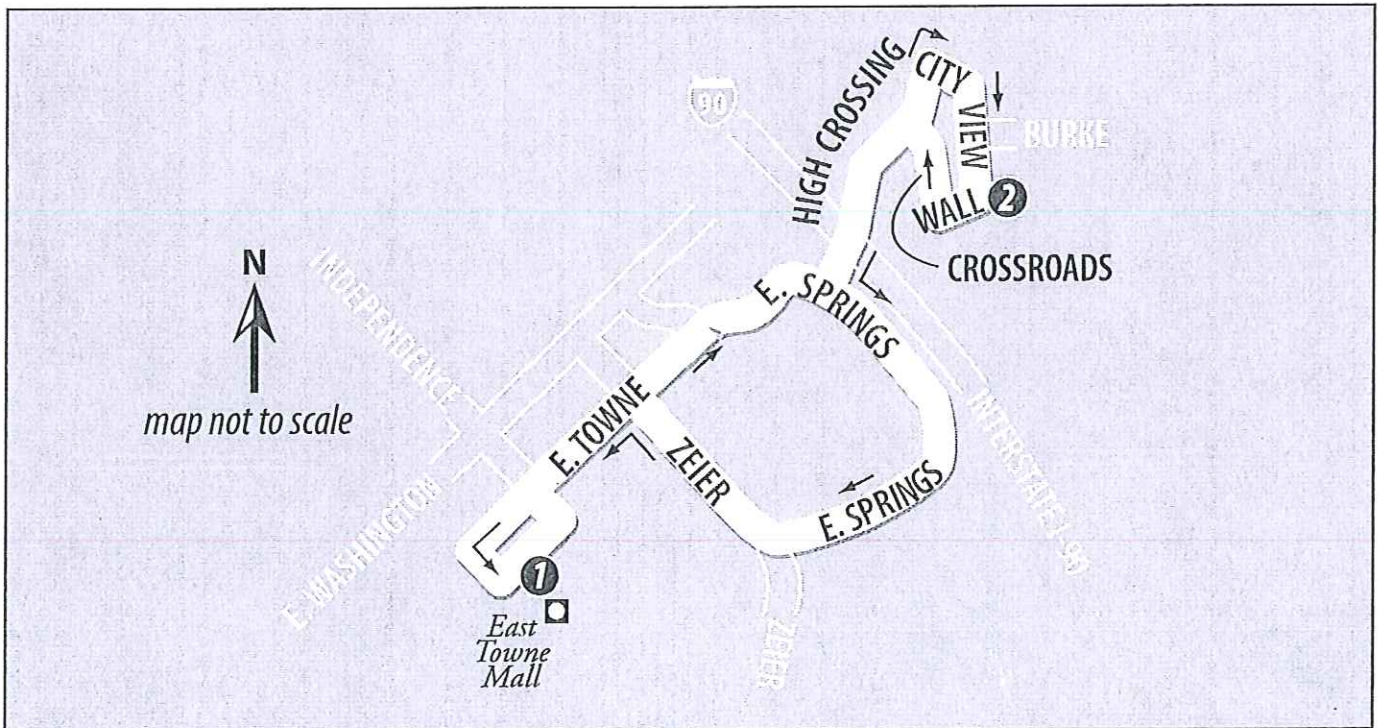 HIGH CROSSING
CITY
VIEW
90
BURKE
WALL
2
CROSSROADS
N
map not to scale
INDEPENDENCE
E. SPRINGS
INTERSTATE I-90
E. TOWNE
ZEIER
E. SPRINGS
E. WASHINGTON
1
East
Towne
Mall
ZEIER